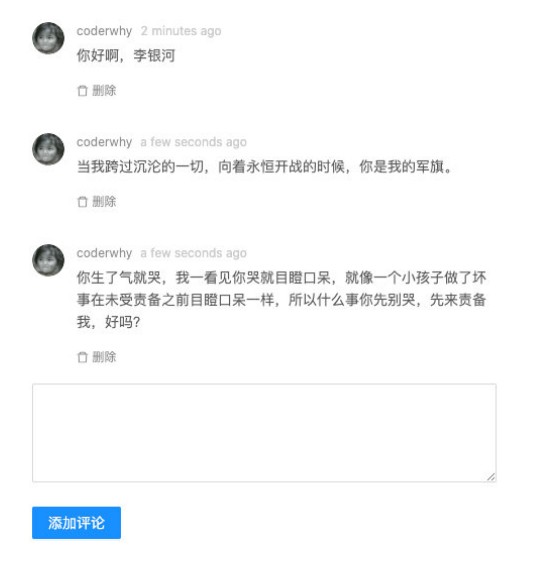 coderwhy 2 minutes ago
你好啊，李银河
删除
coderwhy a few seconds ago
当我跨过沉沦的一切，向着永恒开战的时候，你是我的军旗。
删除
coderwhy a few seconds ago
你生了气就哭，我一看见你哭就目瞪口呆，就像一个小孩子做了坏
事在未受责备之前目瞪口呆一样，所以什么事你先别哭，先来责备
我，好吗？
删除
添加评论